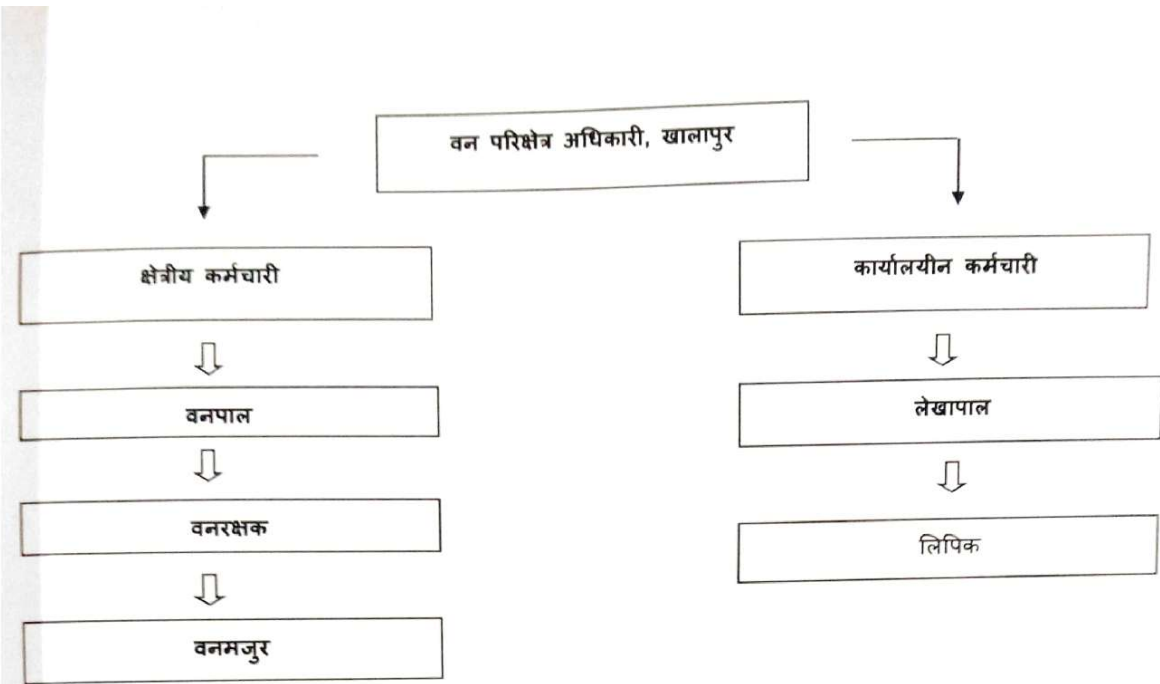 वन परिक्षेत्र अधिकारी, खालापुर
क्षेत्रीय कर्मचारी
कार्यालयीन कर्मचारी
वनपाल
लेखापाल
वनरक्षक
लिपिक
वनमजुर